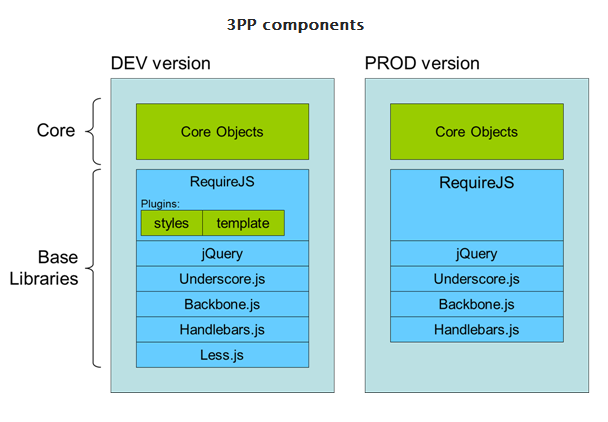 3PP components
DEV version
PROD version
Core
Core Objects
Core Objects
Base
Libraries
RequireJS
Plugins:
styles
template
jQuery
Underscore.js
Backbone.js
Handlebars.js
Less.js
RequireJS
jQuery
Underscore.js
Backbone.js
Handlebars.js